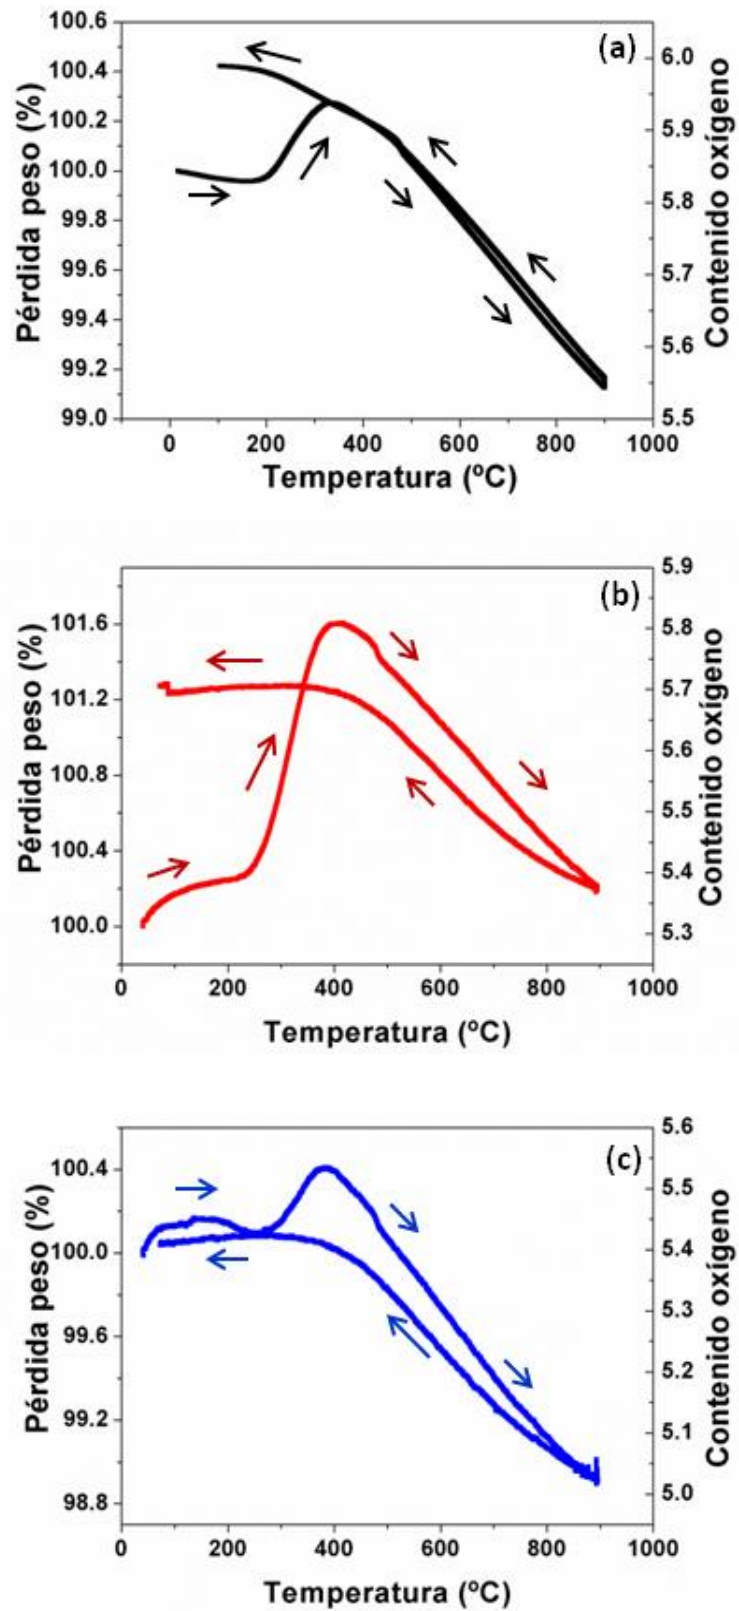 (a)
Pérdida peso (%)
100.6
100.4
100.2
100.0
99.8
99.6
99.4
99.2
99.0
Contenido oxígeno
6.0
5.9
5.8
5.7
5.6
5.5
0 200 400 600 800 1000
Temperatura (ºC)
(b)
Pérdida peso (%)
101.6
101.2
100.8
100.4
100.0
Contenido oxígeno
5.9
5.8
5.7
5.6
5.5
5.4
5.3
0 200 400 600 800 1000
Temperatura (ºC)
(c)
Pérdida peso (%)
100.4
100.0
99.6
99.2
98.8
Contenido oxígeno
5.6
5.5
5.4
5.3
5.2
5.1
5.0
0 200 400 600 800 1000
Temperatura (ºC)